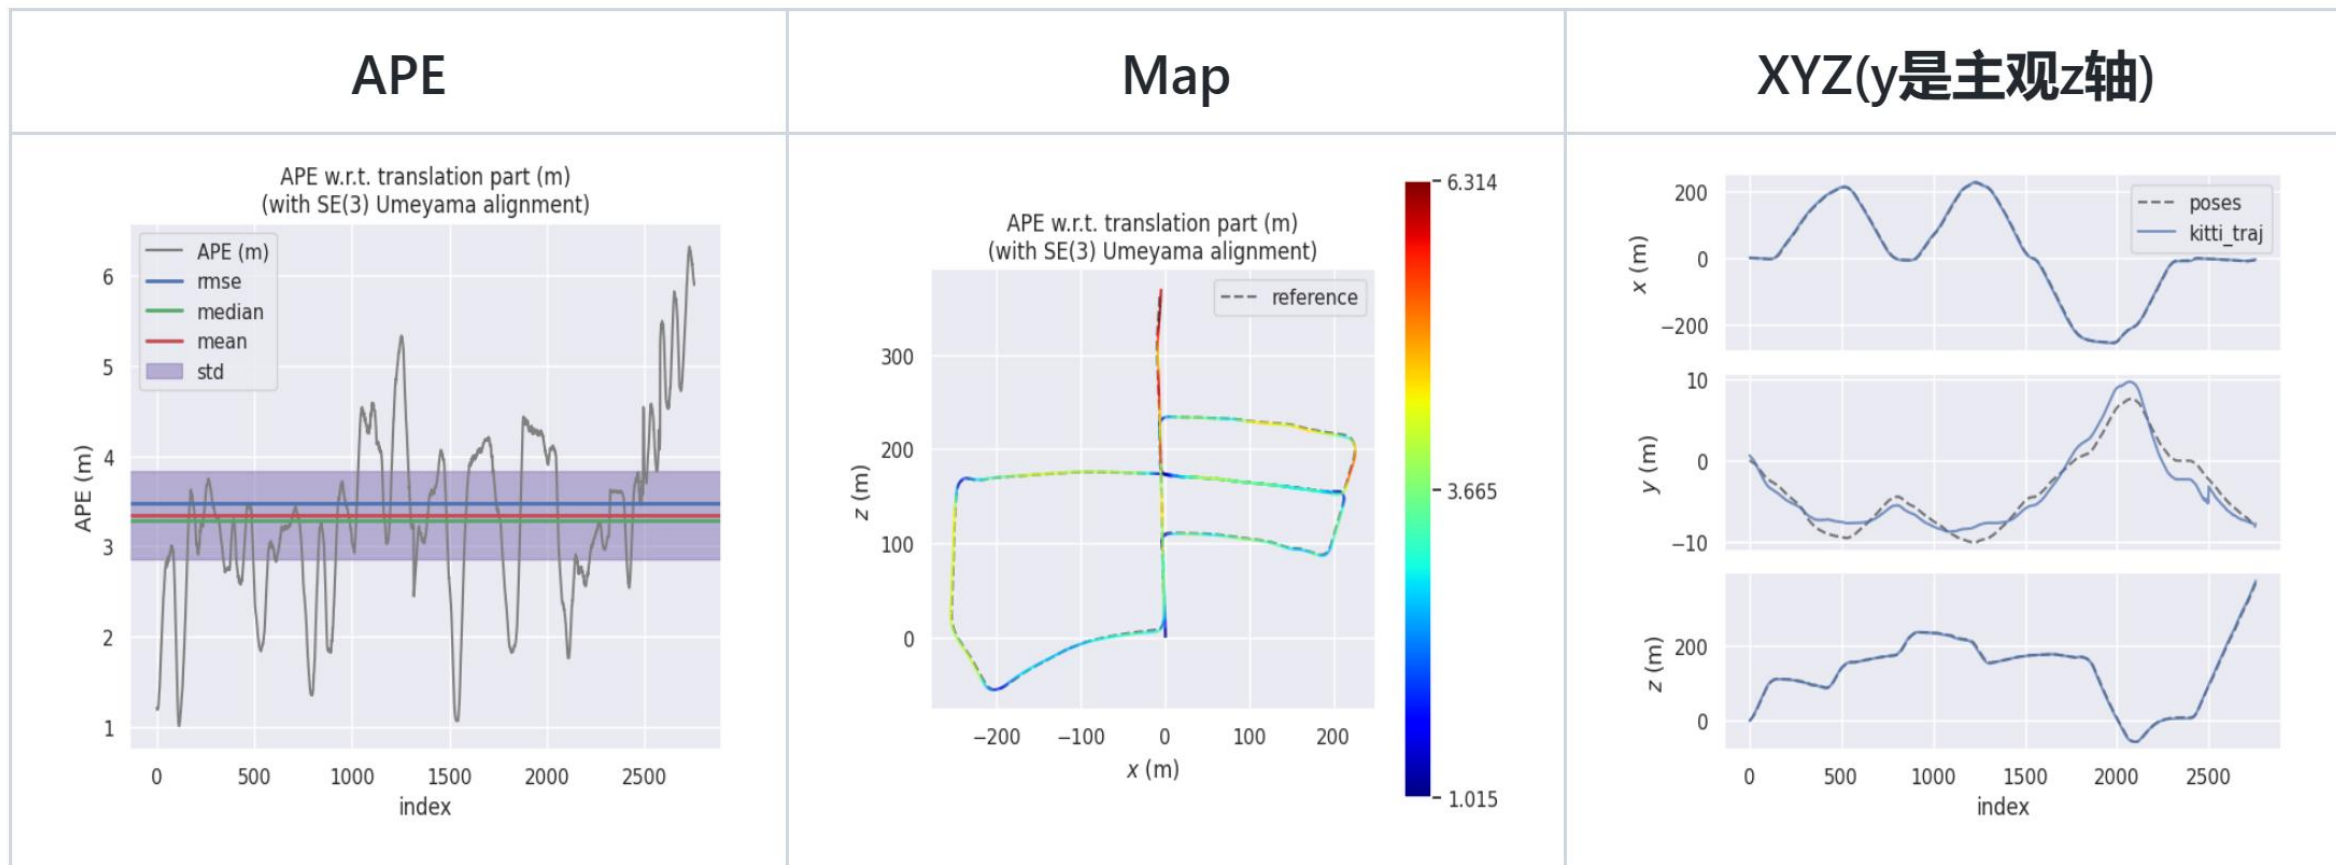 APE
Map
XYZ(y是主观z轴)
APE w.r.t. translation part (m)
(with SE(3) Umeyama alignment)
APE (m)
rmse
median
mean
std
6
5
4
3
2
1
APE (m)
0
500
1000
1500
2000
2500
index
APE w.r.t. translation part (m)
(with SE(3) Umeyama alignment)
reference
300
200
100
0
z (m)
−200
−100
0
100
200
x (m)
6.314
3.665
1.015
poses
kitti_traj
200
0
−200
x (m)
10
0
−10
y (m)
200
0
z (m)
0
500
1000
1500
2000
2500
index